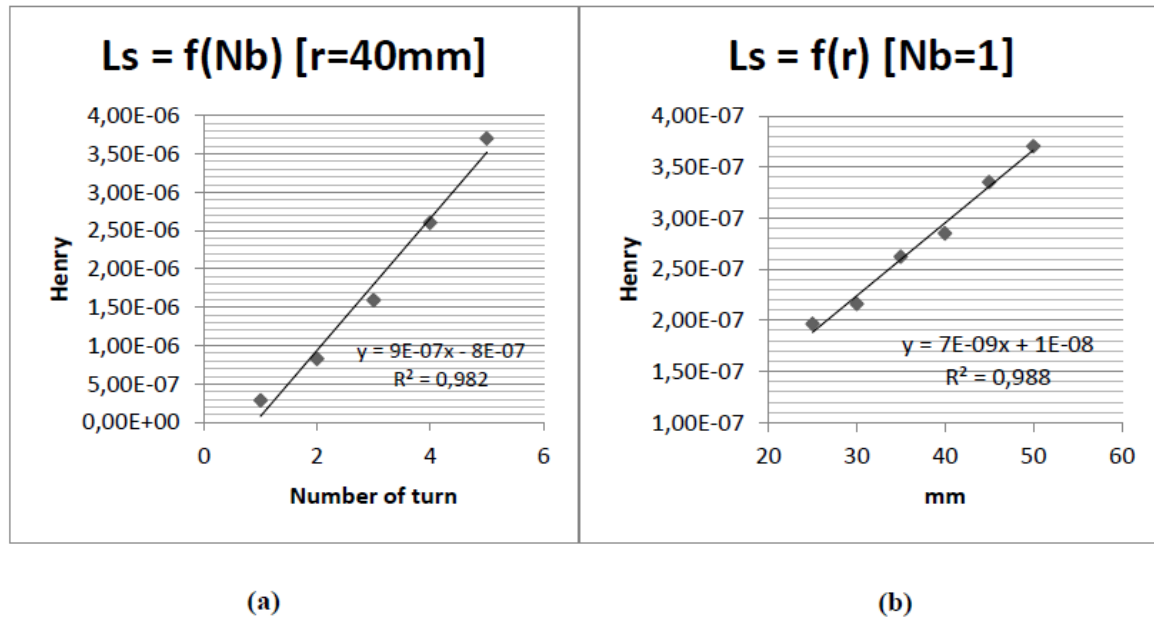 Ls = f(Nb) [r=40mm]
4,00E-06
3,50E-06
3,00E-06
2,50E-06
2,00E-06
1,50E-06
1,00E-06
5,00E-07
0,00E+00
Henry
y = 9E-07x - 8E-07
R² = 0,982
0 2 4 6
Number of turn
(a)
Ls = f(r) [Nb=1]
4,00E-07
3,50E-07
3,00E-07
2,50E-07
2,00E-07
1,50E-07
1,00E-07
Henry
y = 7E-09x + 1E-08
R² = 0,988
20 30 40 50 60
mm
(b)